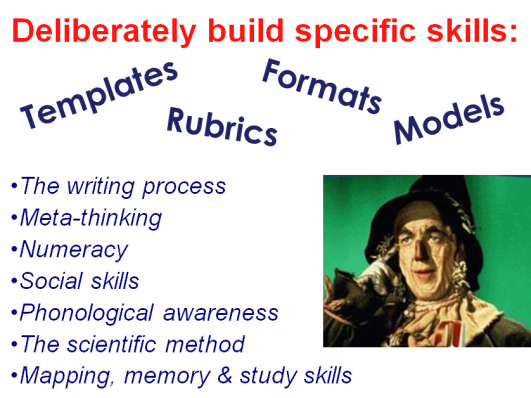 Deliberately build specific skills:
Templates
Formats
Rubrics
Models
•The writing process
•Meta-thinking
•Numeracy
•Social skills
•Phonological awareness
•The scientific method
•Mapping, memory & study skills